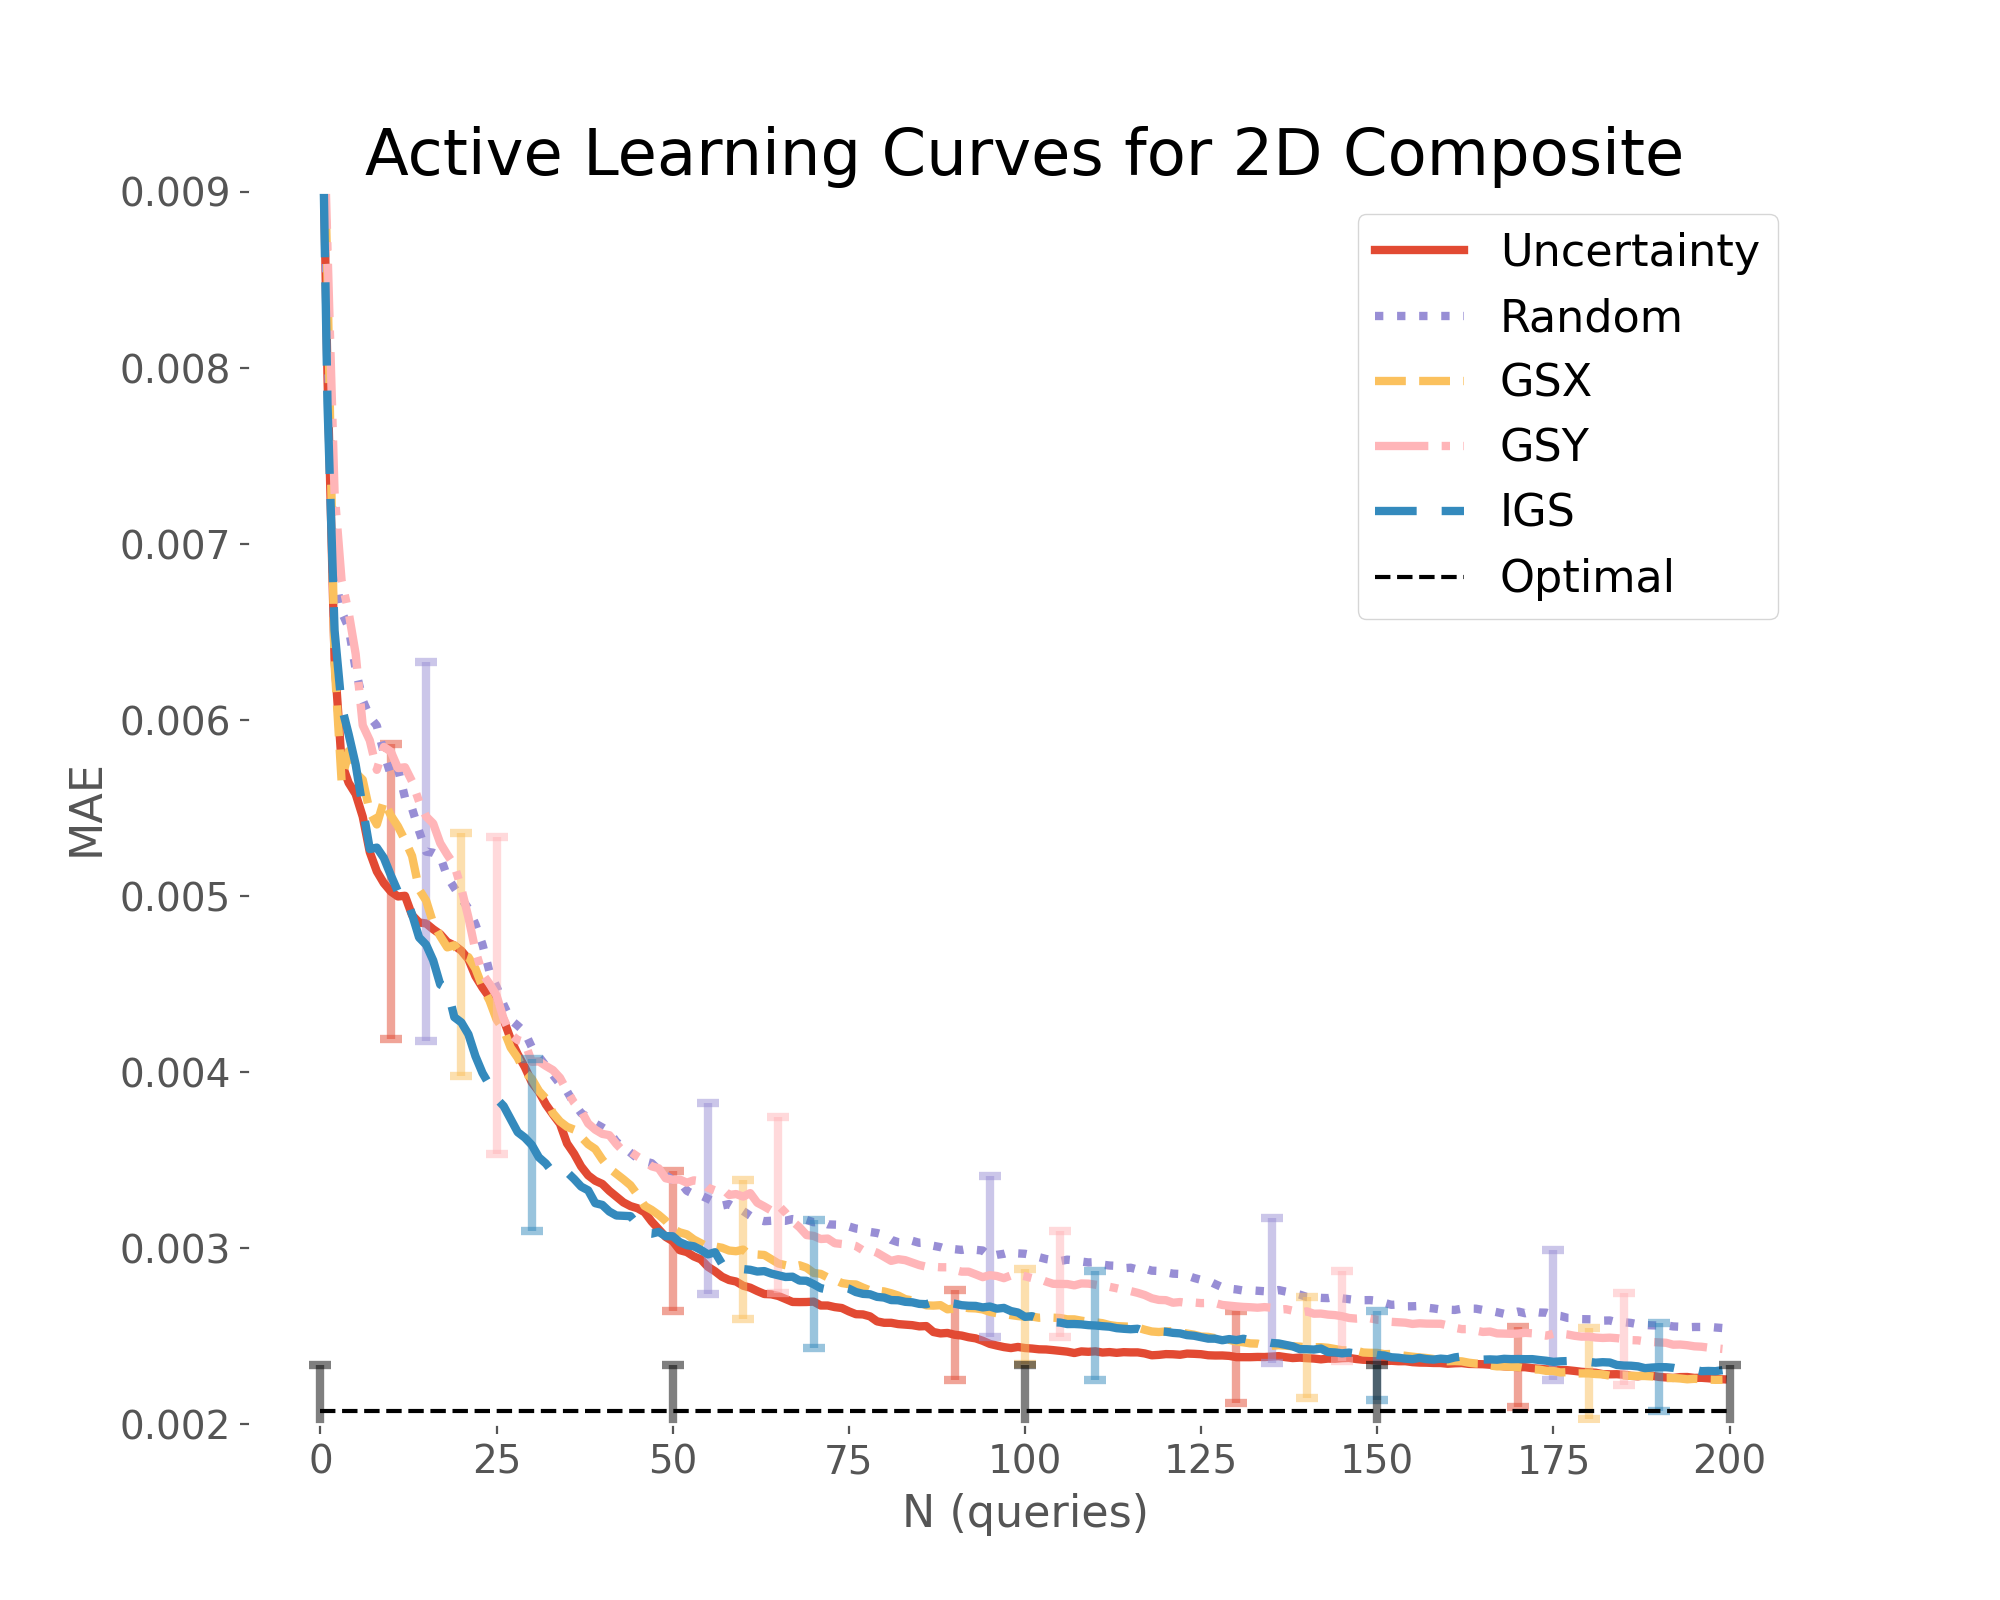 Active Learning Curves for 2D Composite
0.009
0.008
0.007
0.006
0.005
0.004
0.003
0.002
MAE
Uncertainty
Random
GSX
GSY
IGS
Optimal
0 25 50 75 100 125 150 175 200
N (queries)